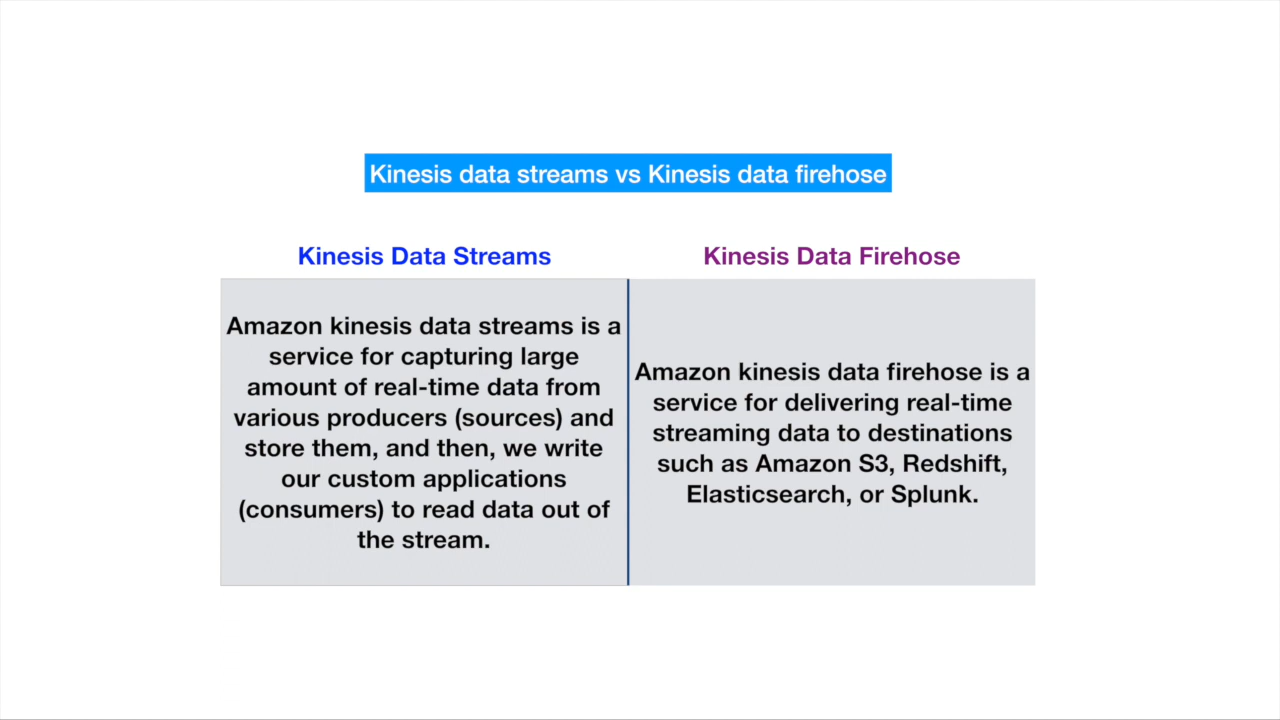 Kinesis data streams vs Kinesis data firehose
Kinesis Data Streams
Amazon kinesis data streams is a
service for capturing large
amount of real-time data from
various producers (sources) and
store them, and then, we write
our custom applications
(consumers) to read data out of
the stream.
Kinesis Data Firehose
Amazon kinesis data firehose is a
service for delivering real-time
streaming data to destinations
such as Amazon S3, Redshift,
Elasticsearch, or Splunk.